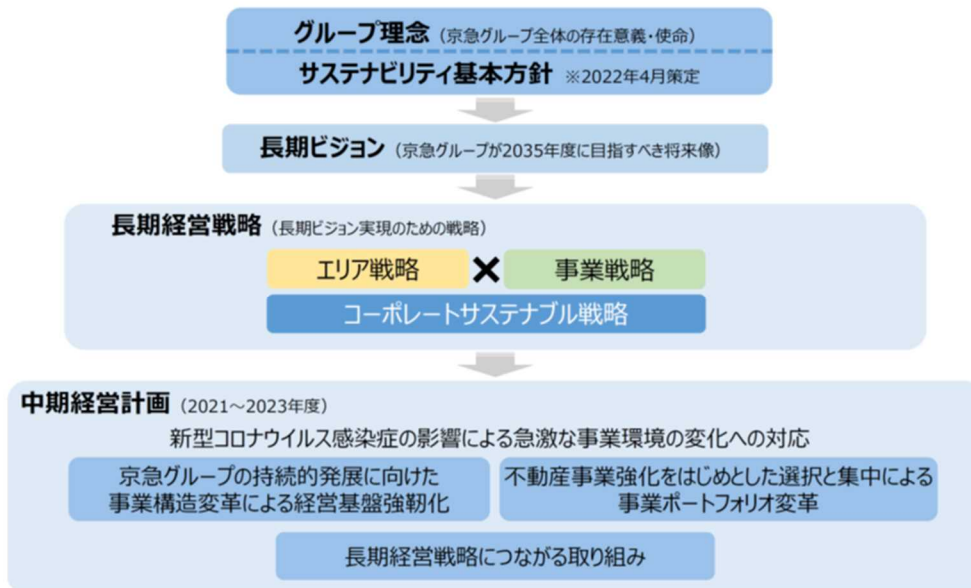 グループ理念（京急グループ全体の存在意義・使命）
サステナビリティ基本方針 ※2022年4月策定
長期ビジョン（京急グループが2035年度に目指すべき将来像）
長期経営戦略（長期ビジョン実現のための戦略）
エリア戦略 × 事業戦略
コーポレートサステナブル戦略
中期経営計画（2021～2023年度）
新型コロナウイルス感染症の影響による急激な事業環境の変化への対応
京急グループの持続的発展に向けた
事業構造変革による経営基盤強靭化
不動産事業強化をはじめとした選択と集中による
事業ポートフォリオ変革
長期経営戦略につながる取り組み